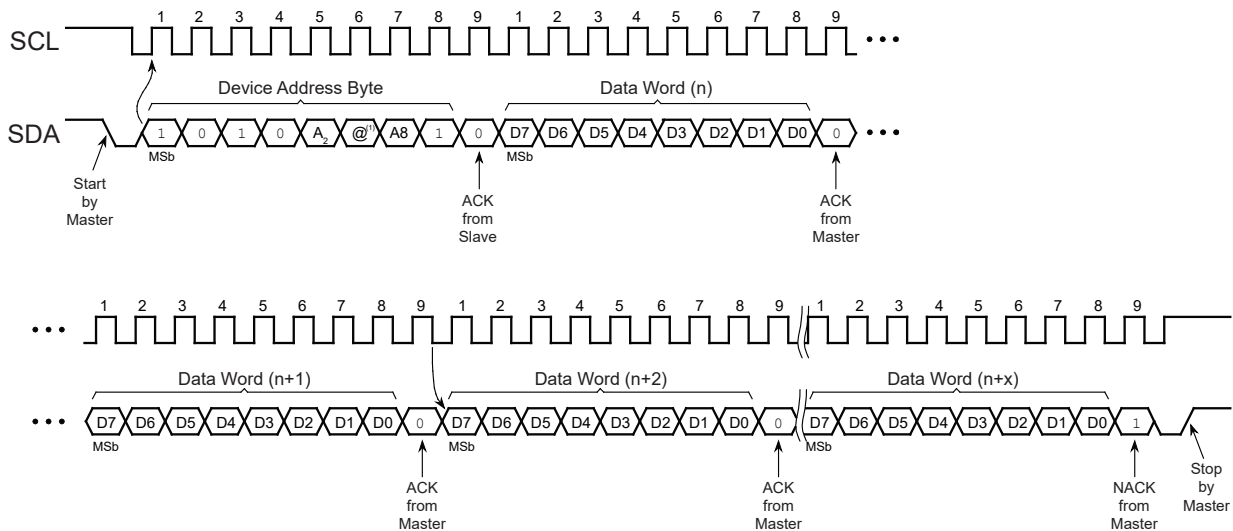 1 2 3 4 5 6 7 8 9 1 2 3 4 5 6 7 8 9
SCL
Device Address Byte Data Word (n)
SDA 1 0 1 0 A2 @(1) A8 1 0 D7 D6 D5 D4 D3 D2 D1 D0 0
MSb MSb
Start
by
Master
ACK
from
Slave
ACK
from
Master
1 2 3 4 5 6 7 8 9 1 2 3 4 5 6 7 8 9 1 2 3 4 5 6 7 8 9
Data Word (n+1) Data Word (n+2) Data Word (n+x)
D7 D6 D5 D4 D3 D2 D1 D0 0 D7 D6 D5 D4 D3 D2 D1 D0 0 D7 D6 D5 D4 D3 D2 D1 D0 1
MSb MSb MSb
ACK
from
Master
ACK
from
Master
NACK
from
Master
Stop
by
Master